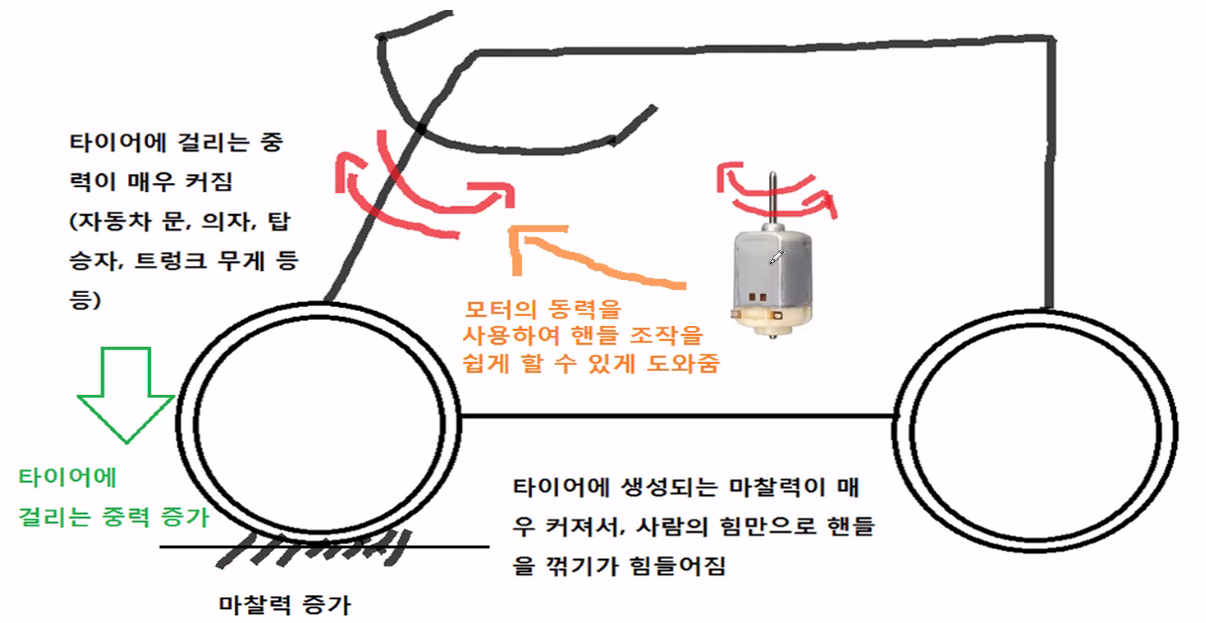 타이어에 걸리는 중
력이 매우 커짐
(자동차 문, 의자, 탑
승자, 트렁크 무게 등
등)
모터의 동력을
사용하여 핸들 조작을
쉽게 할 수 있게 도와줌
타이어에
걸리는 중력 증가
타이어에 생성되는 마찰력이 매
우 커져서, 사람의 힘만으로 핸들
을 꺾기가 힘들어짐
마찰력 증가